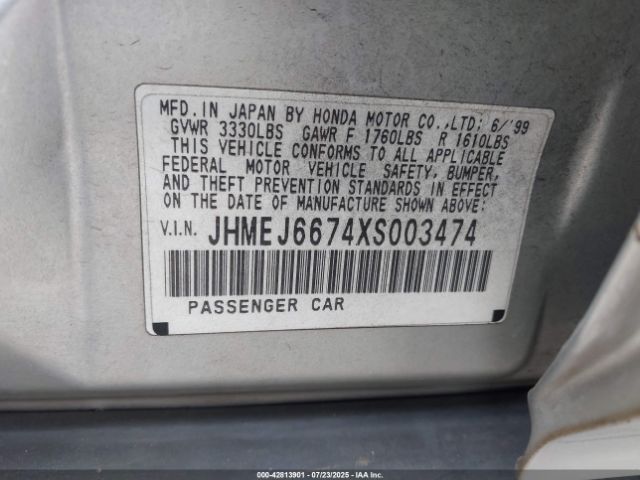 MFD. IN JAPAN BY HONDA MOTOR CO.,LTD; 6/'99
GVWR 3330LBS GAWR F 1760LBS R 1610LBS
THIS VEHICLE CONFORMS TO ALL APPLICABLE
FEDERAL MOTOR VEHICLE SAFETY, BUMPER,
AND THEFT PREVENTION STANDARDS IN EFFECT
ON THE DATE OF MANUFACTURE SHOWN ABOVE:
V.I.N. JHMEJ6674XS003474
PASSENGER CAR
000-42813901 - 07/23/2025 - IAAI.COM